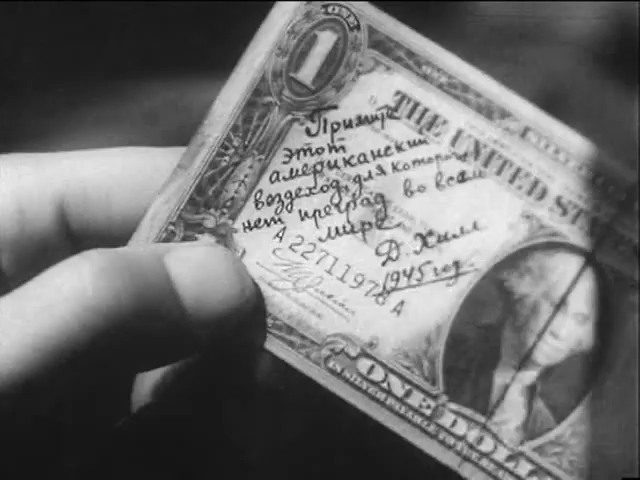 ONE
1
THE UNITED ST
Примите
этот
американский
вездеход, для которого
нет преград во всем
мире
Д. Хилл
1945 год.
A 22711978 A
ONE DOLL